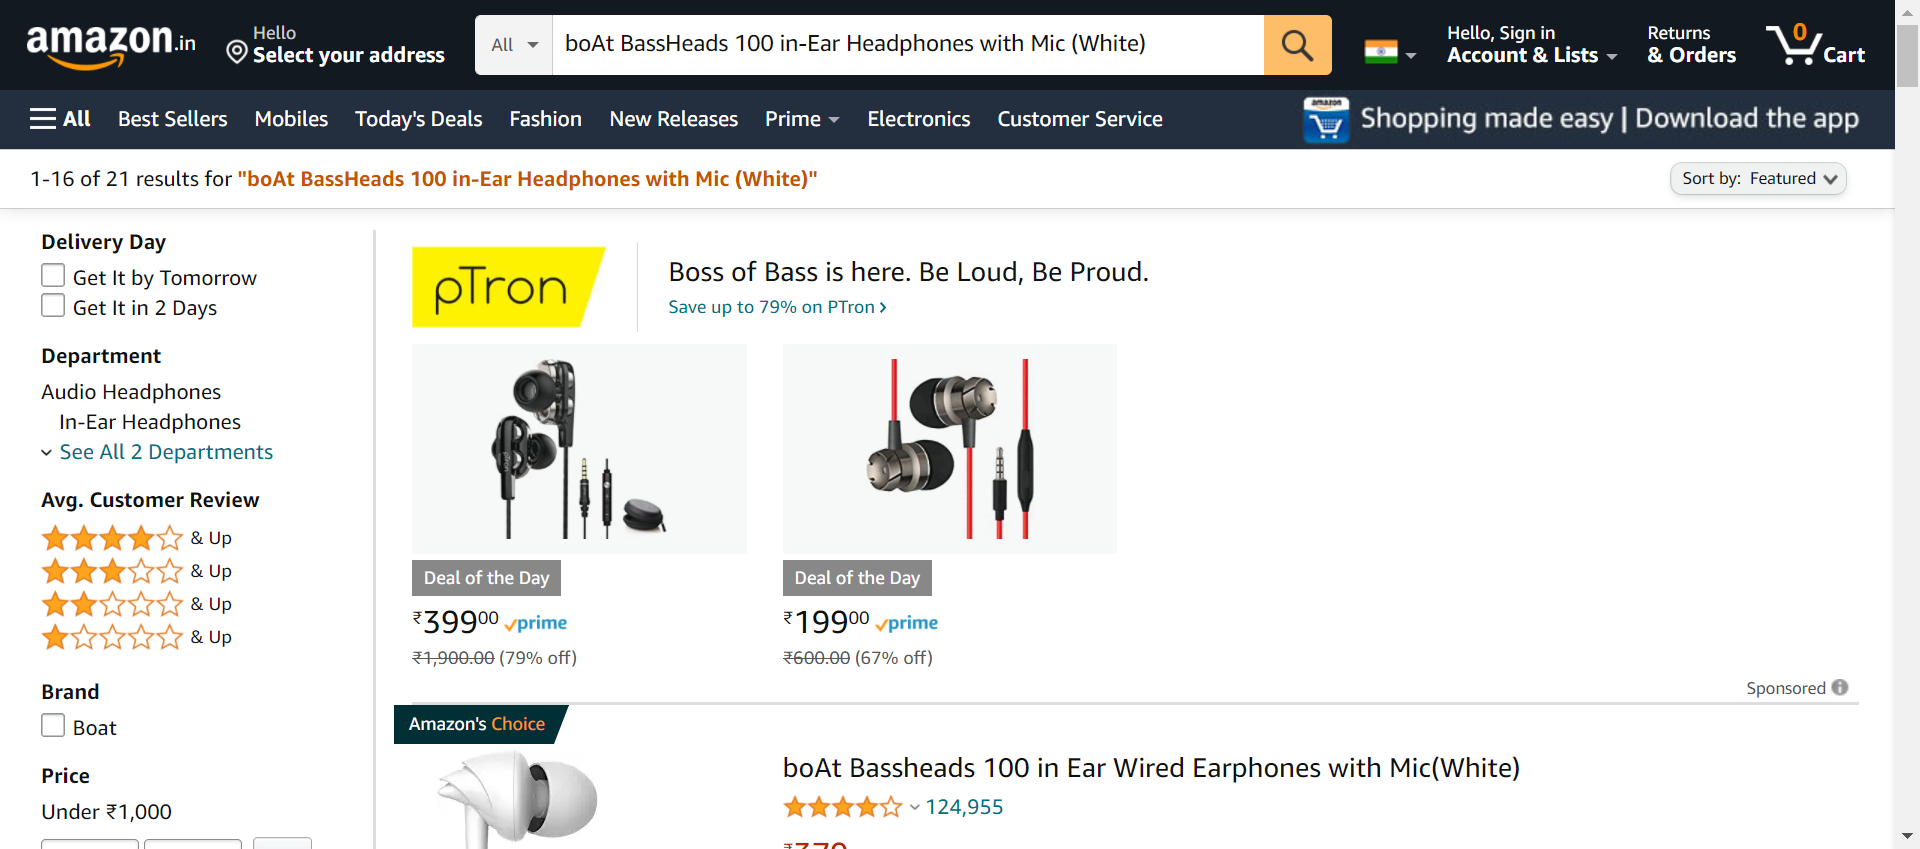 amazon.in
Hello
Select your address
All
boAt BassHeads 100 in-Ear Headphones with Mic (White)
Hello, Sign in
Account & Lists
Returns
& Orders
0
Cart
All
Best Sellers
Mobiles
Today's Deals
Fashion
New Releases
Prime
Electronics
Customer Service
amazon
Shopping made easy | Download the app
1-16 of 21 results for "boAt BassHeads 100 in-Ear Headphones with Mic (White)"
Sort by: Featured
Delivery Day
Get It by Tomorrow
Get It in 2 Days
Department
Audio Headphones
In-Ear Headphones
See All 2 Departments
Avg. Customer Review
& Up
& Up
& Up
& Up
Brand
Boat
Price
Under ₹1,000
pTron
Boss of Bass is here. Be Loud, Be Proud.
Save up to 79% on PTron ›
pTron
Deal of the Day
₹39900 prime
₹1,900.00 (79% off)
Deal of the Day
₹19900 prime
₹600.00 (67% off)
Sponsored
Amazon's Choice
boAt Bassheads 100 in Ear Wired Earphones with Mic(White)
124,955
₹379